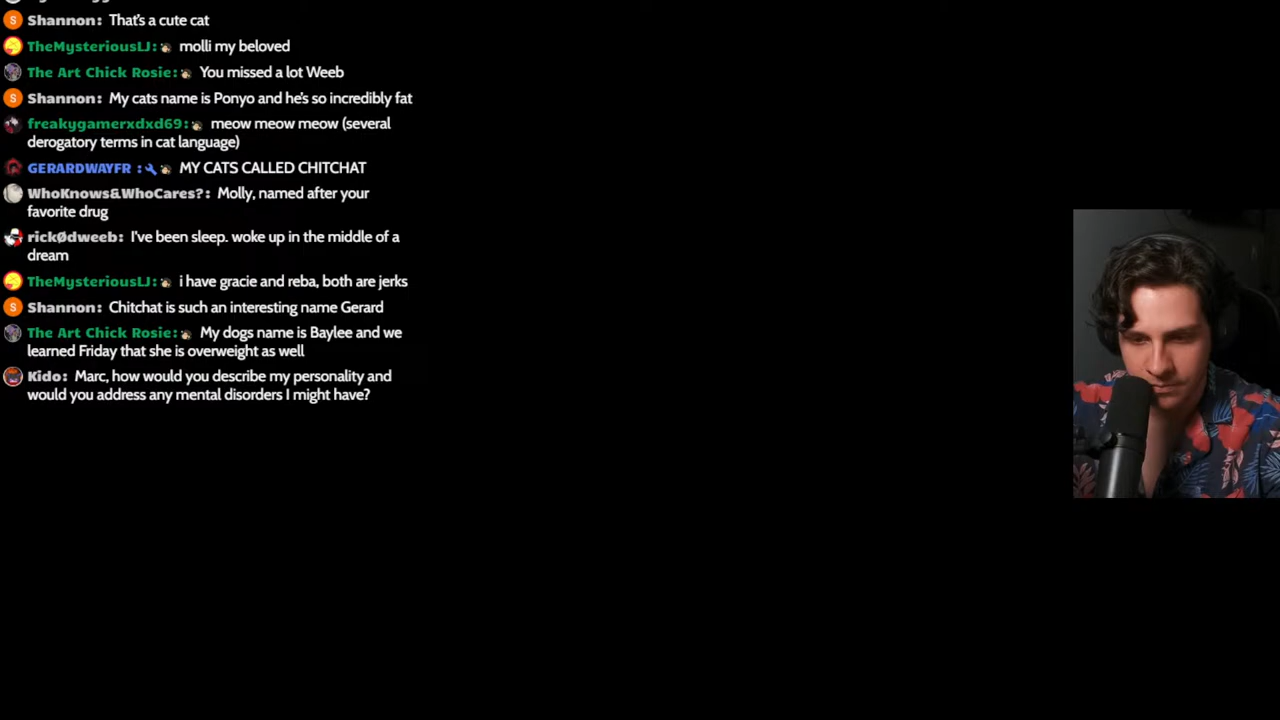 Shannon: That's a cute cat
TheMysteriousLJ: molli my beloved
The Art Chick Rosie: You missed a lot Weeb
Shannon: My cats name is Ponyo and he's so incredibly fat
freakygamerxdxd69: meow meow meow (several
derogatory terms in cat language)
GERARDWAYFR : MY CATS CALLED CHITCHAT
WhoKnows&WhoCares?: Molly, named after your
favorite drug
rickØdweeb: I've been sleep. woke up in the middle of a
dream
TheMysteriousLJ: i have gracie and reba, both are jerks
Shannon: Chitchat is such an interesting name Gerard
The Art Chick Rosie: My dogs name is Baylee and we
learned Friday that she is overweight as well
Kido: Marc, how would you describe my personality and
would you address any mental disorders I might have?